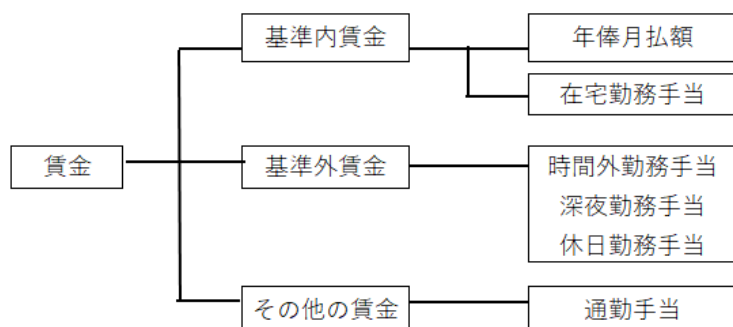 基準内賃金
年俸月払額
在宅勤務手当
賃金
基準外賃金
時間外勤務手当
深夜勤務手当
休日勤務手当
その他の賃金
通勤手当